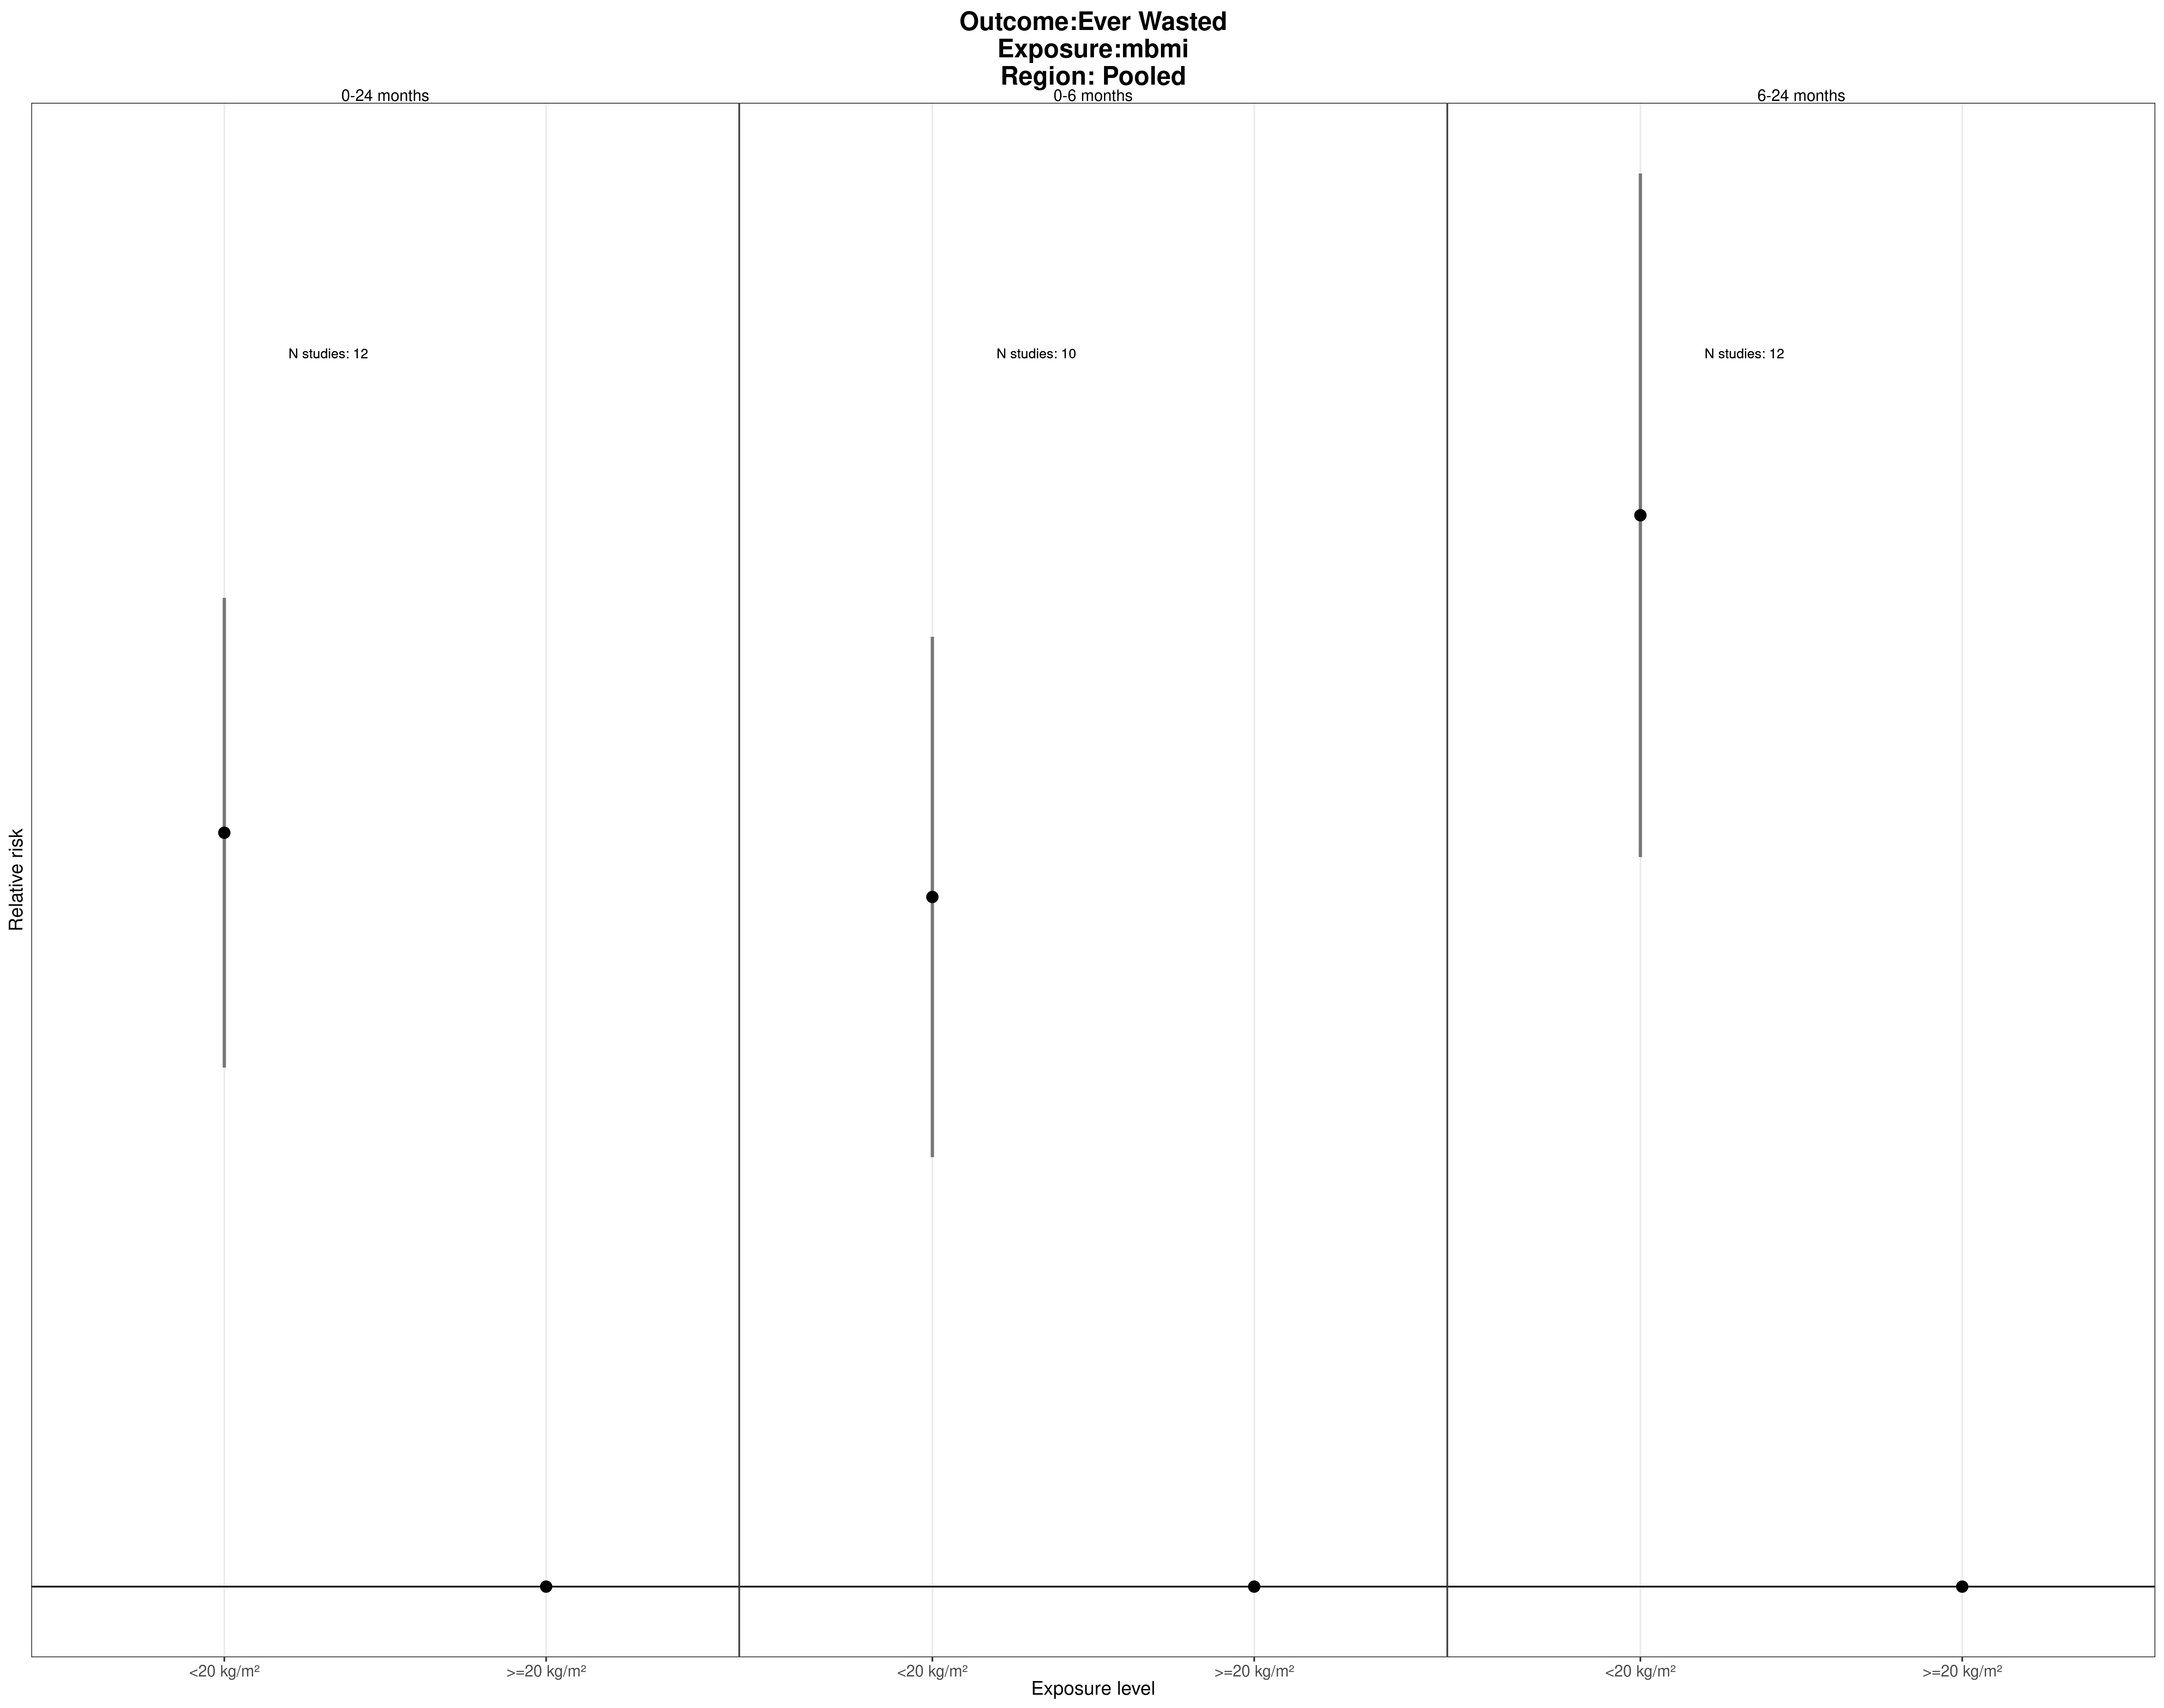 Outcome:Ever Wasted
Exposure:mbmi
Region: Pooled
0-24 months
0-6 months
6-24 months
N studies: 12
N studies: 10
N studies: 12
Relative risk
<20 kg/m²
>=20 kg/m²
<20 kg/m²
>=20 kg/m²
<20 kg/m²
>=20 kg/m²
Exposure level